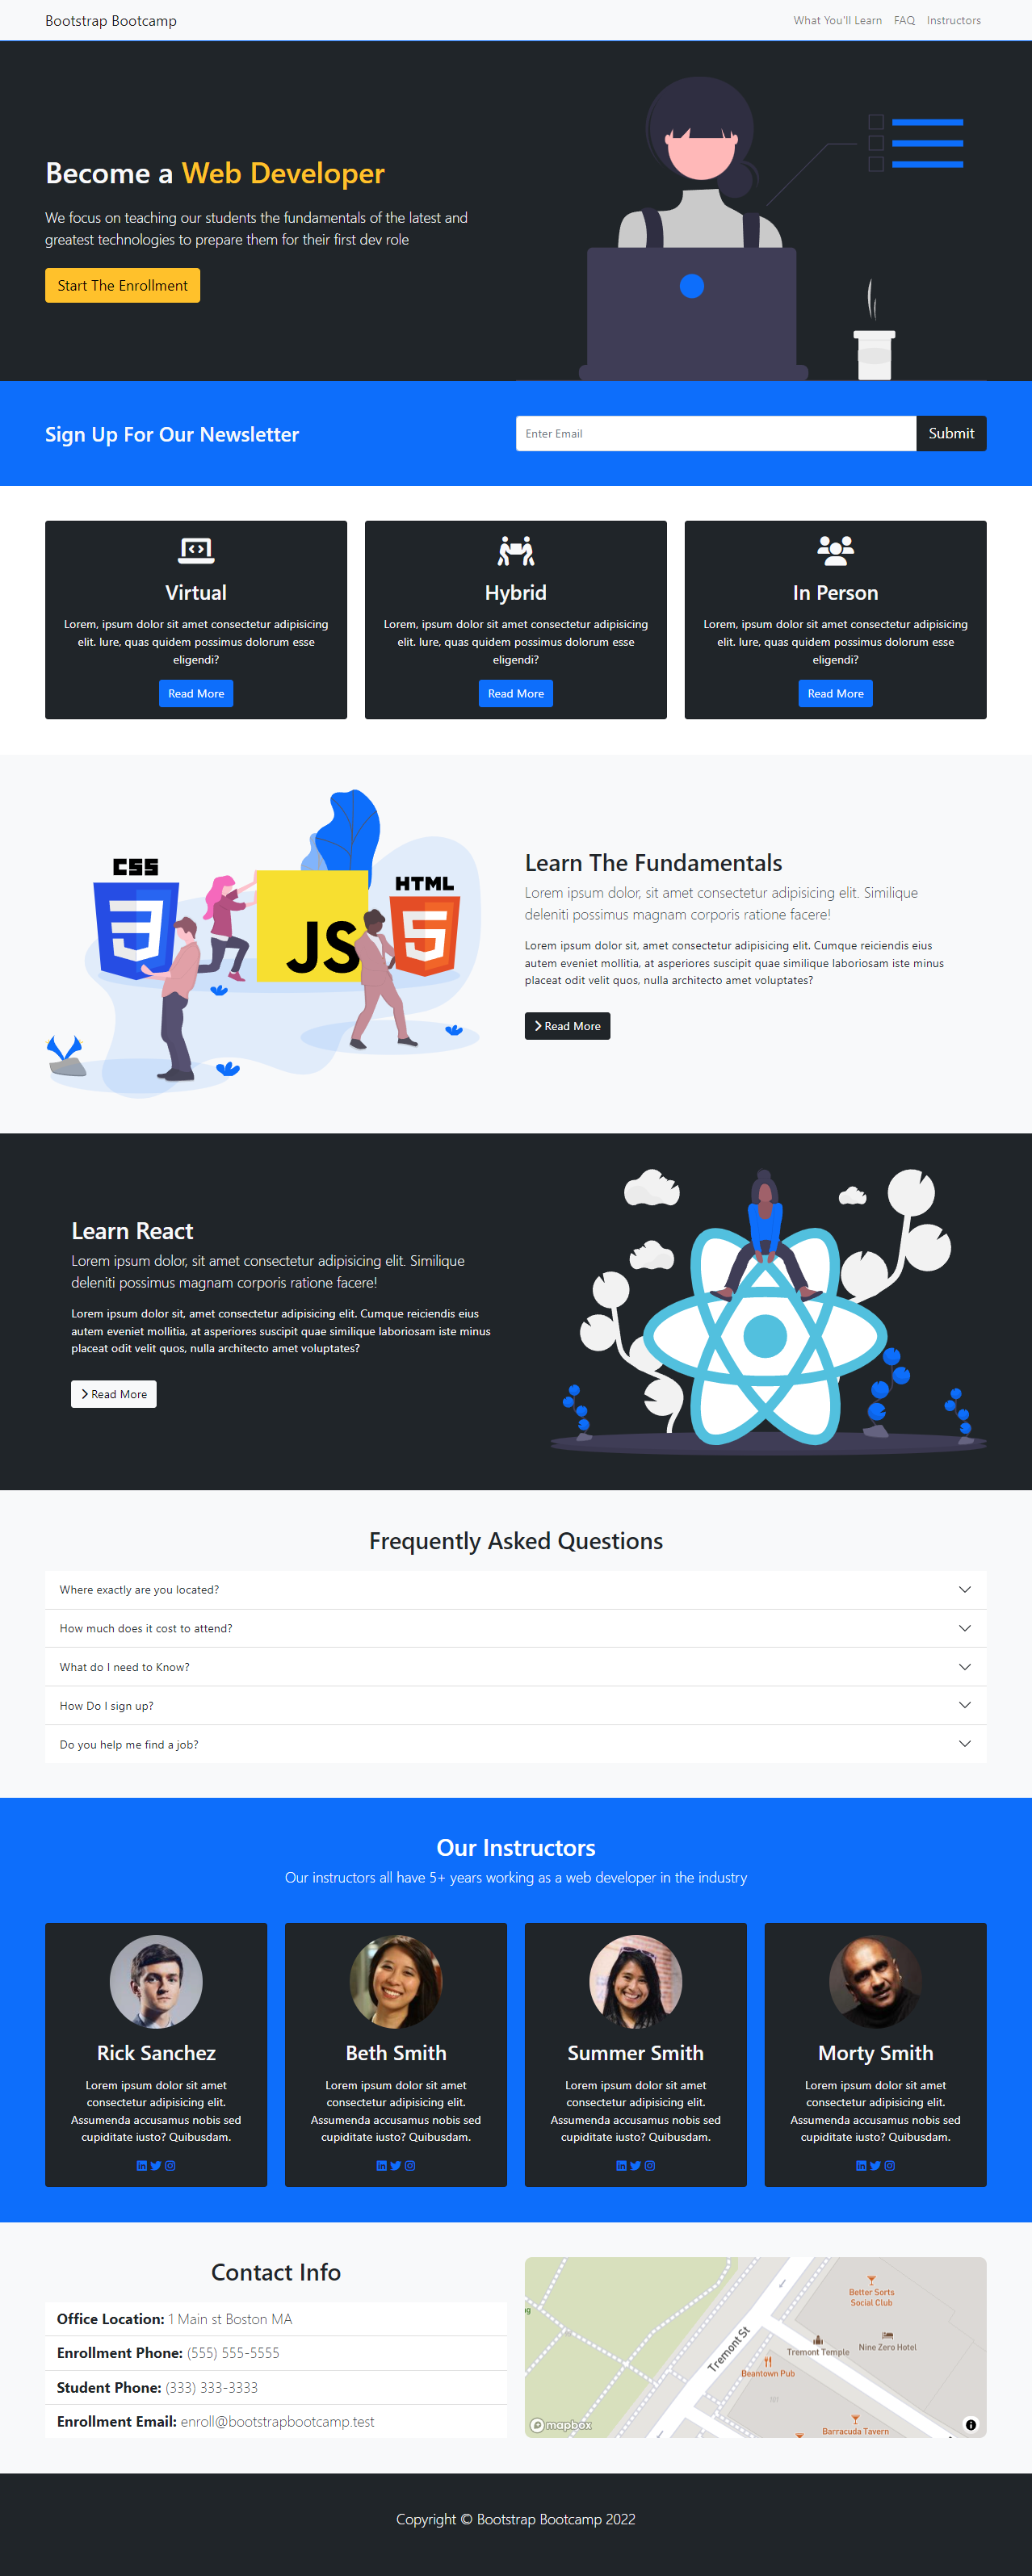 Bootstrap Bootcamp
What You'll Learn FAQ Instructors
Become a Web Developer
We focus on teaching our students the fundamentals of the latest and
greatest technologies to prepare them for their first dev role
Start The Enrollment
Sign Up For Our Newsletter
Enter Email
Submit
Virtual
Lorem, ipsum dolor sit amet consectetur adipisicing
elit. Iure, quas quidem possimus dolorum esse
eligendi?
Read More
Hybrid
Lorem, ipsum dolor sit amet consectetur adipisicing
elit. Iure, quas quidem possimus dolorum esse
eligendi?
Read More
In Person
Lorem, ipsum dolor sit amet consectetur adipisicing
elit. Iure, quas quidem possimus dolorum esse
eligendi?
Read More
CSS
3
JS
HTML
5
Learn The Fundamentals
Lorem ipsum dolor, sit amet consectetur adipisicing elit. Similique
deleniti possimus magnam corporis ratione facere!
Lorem ipsum dolor sit, amet consectetur adipisicing elit. Cumque reiciendis eius
autem eveniet mollitia, at asperiores suscipit quae similique laboriosam iste minus
placeat odit velit quos, nulla architecto amet voluptates?
Read More
Learn React
Lorem ipsum dolor, sit amet consectetur adipisicing elit. Similique
deleniti possimus magnam corporis ratione facere!
Lorem ipsum dolor sit, amet consectetur adipisicing elit. Cumque reiciendis eius
autem eveniet mollitia, at asperiores suscipit quae similique laboriosam iste minus
placeat odit velit quos, nulla architecto amet voluptates?
Read More
Frequently Asked Questions
Where exactly are you located?
How much does it cost to attend?
What do I need to Know?
How Do I sign up?
Do you help me find a job?
Our Instructors
Our instructors all have 5+ years working as a web developer in the industry
Rick Sanchez
Lorem ipsum dolor sit amet
consectetur adipisicing elit.
Assumenda accusamus nobis sed
cupiditate iusto? Quibusdam.
Beth Smith
Lorem ipsum dolor sit amet
consectetur adipisicing elit.
Assumenda accusamus nobis sed
cupiditate iusto? Quibusdam.
Summer Smith
Lorem ipsum dolor sit amet
consectetur adipisicing elit.
Assumenda accusamus nobis sed
cupiditate iusto? Quibusdam.
Morty Smith
Lorem ipsum dolor sit amet
consectetur adipisicing elit.
Assumenda accusamus nobis sed
cupiditate iusto? Quibusdam.
Contact Info
Office Location: 1 Main st Boston MA
Enrollment Phone: (555) 555-5555
Student Phone: (333) 333-3333
Enrollment Email: enroll@bootstrapbootcamp.test
Better Sorts
Social Club
Tremont St
Tremont Temple
Nine Zero Hotel
Beantown Pub
Barracuda Tavern
mapbox
Copyright © Bootstrap Bootcamp 2022